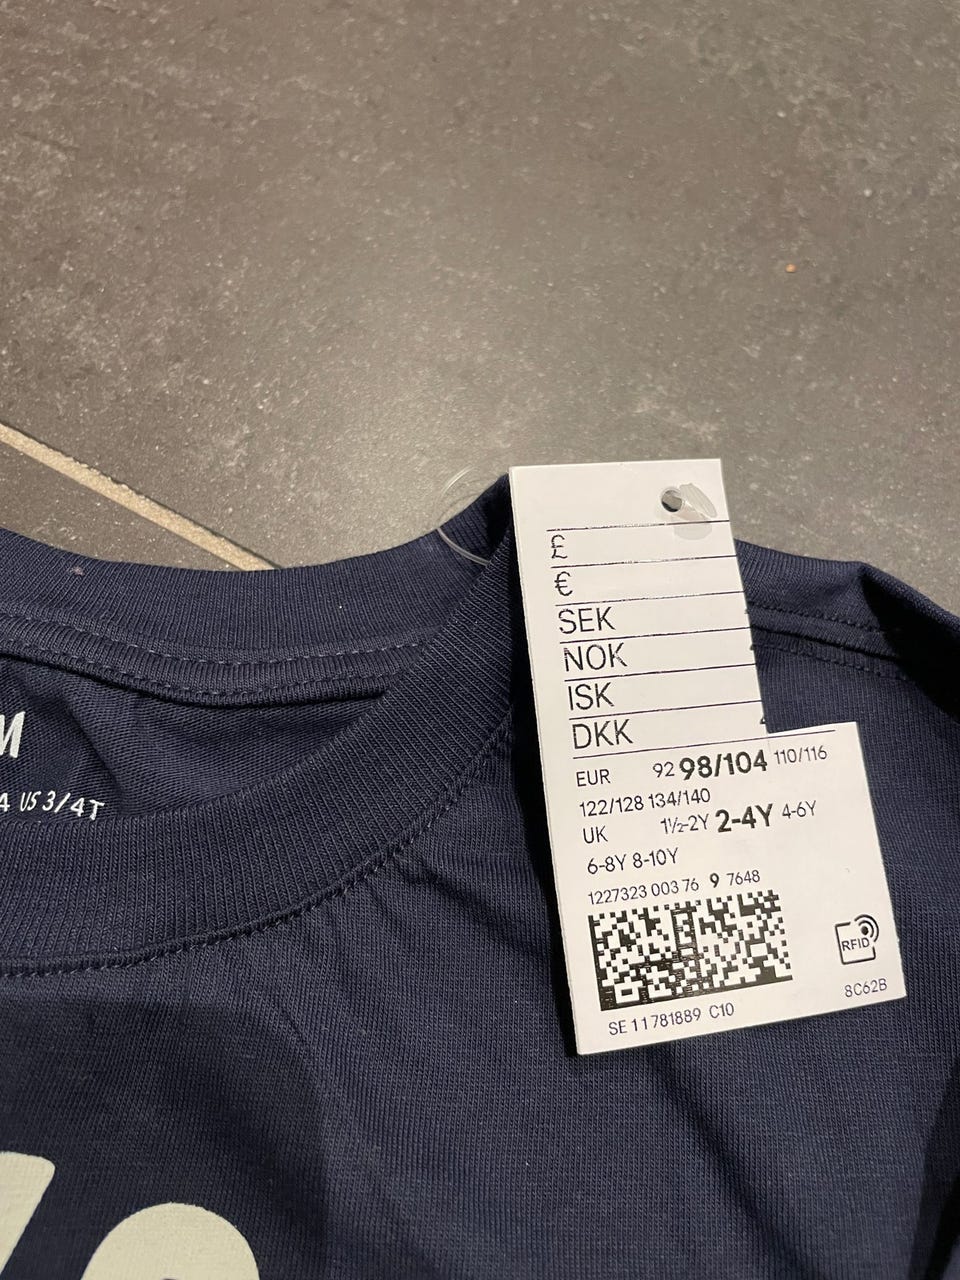 £
€
SEK
NOK
ISK
DKK
EUR 92 98/104 110/116
122/128 134/140
UK 1½-2Y 2-4Y 4-6Y
6-8Y 8-10Y
1227323 003 76 9 7648
RFID
8C62B
SE 11781889 C10
M
US 3/4T